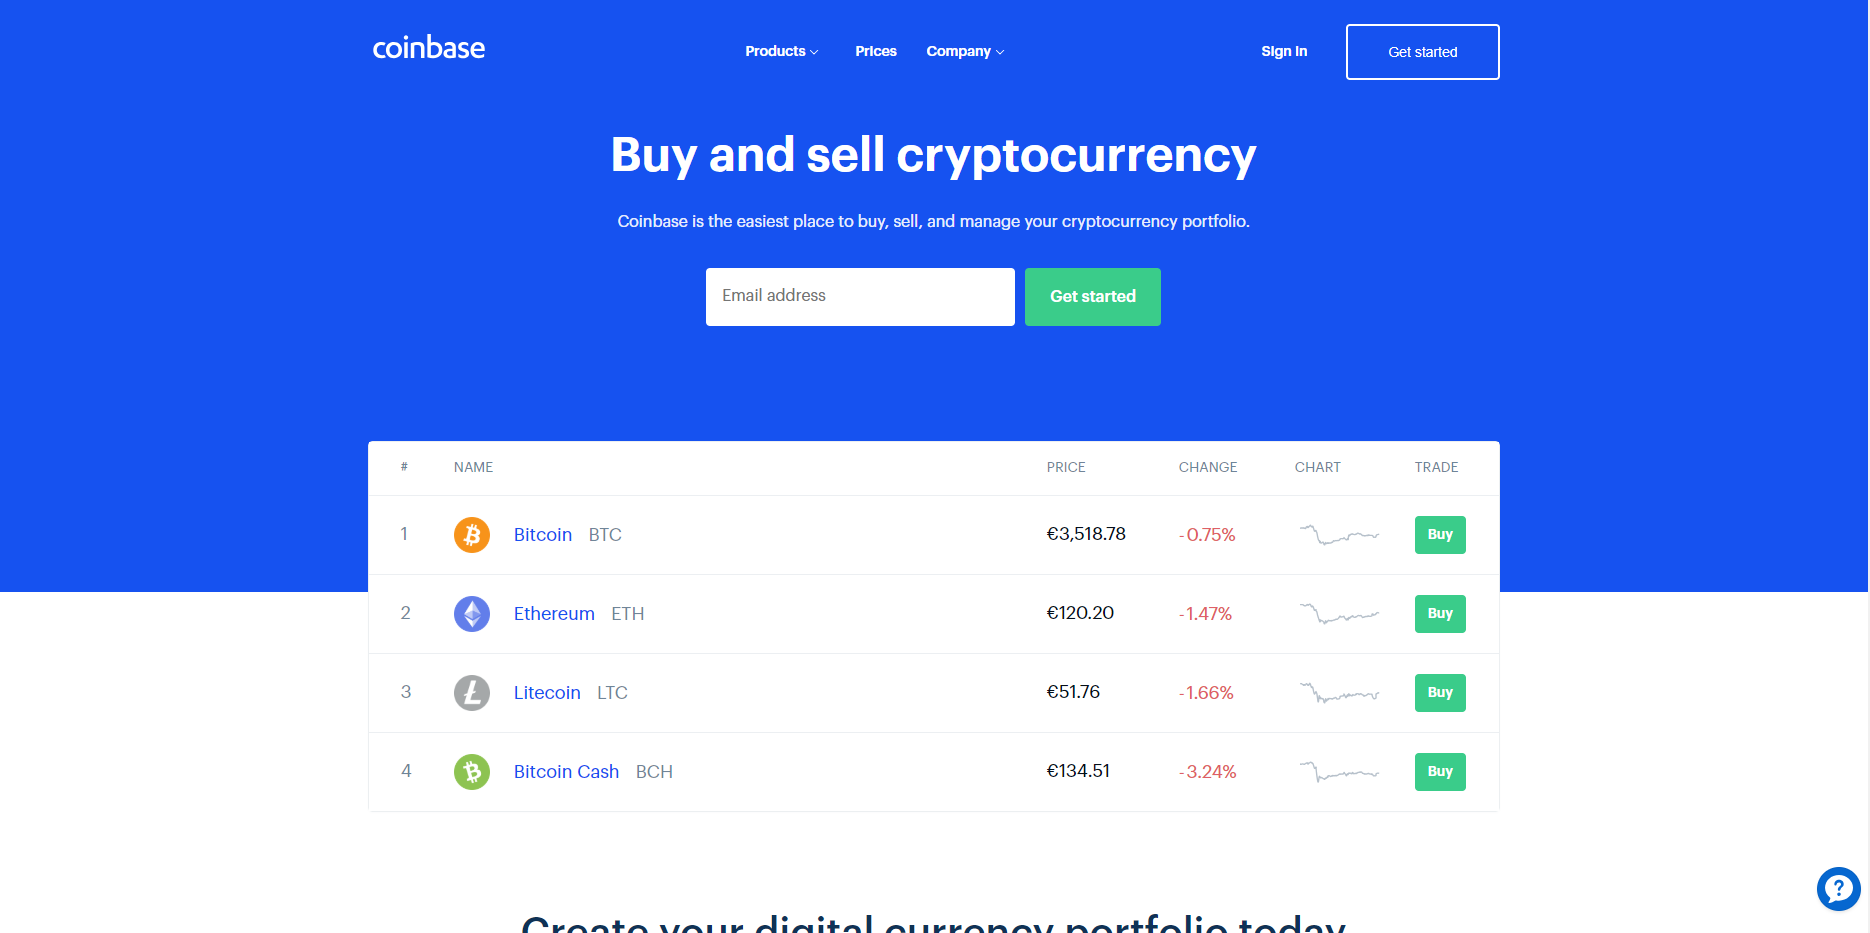 coinbase
Products Prices Company Sign In Get started
Buy and sell cryptocurrency
Coinbase is the easiest place to buy, sell, and manage your cryptocurrency portfolio.
Email address Get started
# NAME PRICE CHANGE CHART TRADE
1 Bitcoin BTC €3,518.78 -0.75% Buy
2 Ethereum ETH €120.20 -1.47% Buy
3 Litecoin LTC €51.76 -1.66% Buy
4 Bitcoin Cash BCH €134.51 -3.24% Buy
Create your digital currency portfolio today